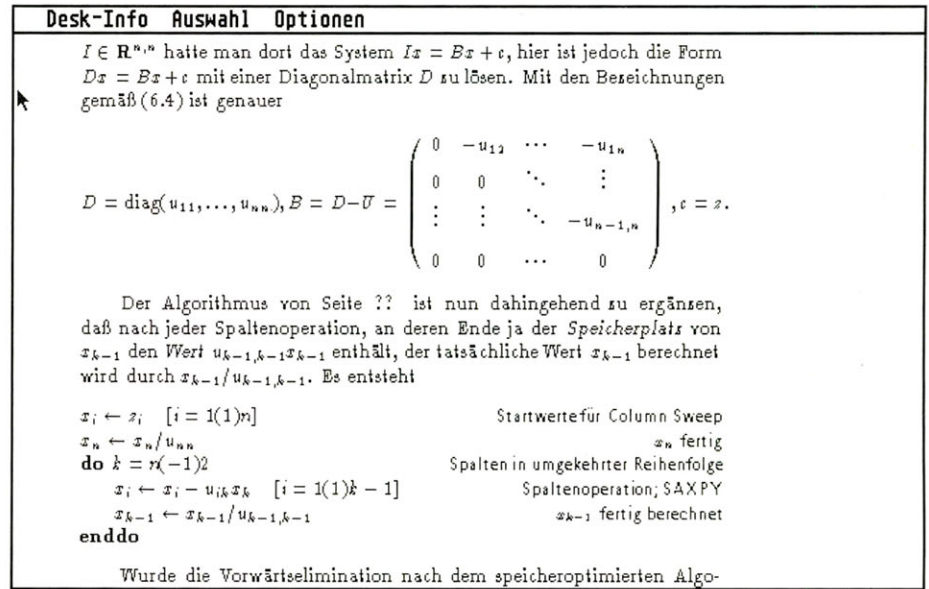 Desk-Info Auswahl Optionen
I ∈ R^{n,n} hatte man dort das System Ix = Bx + c, hier ist jedoch die Form
Dx = Bx + c mit einer Diagonalmatrix D zu lösen. Mit den Bezeichnungen
gemäß (6.4) ist genauer
D = diag(u_{11}, ..., u_{nn}), B = D−U = ( 0 −u_{12} ⋯ −u_{1n}
0 0 ⋱ ⋮
⋮ ⋮ ⋱ −u_{n−1,n}
0 0 ⋯ 0 ) , c = z.
Der Algorithmus von Seite ?? ist nun dahingehend zu ergänzen,
daß nach jeder Spaltenoperation, an deren Ende ja der Speicherplatz von
x_{k−1} den Wert u_{k−1,k−1}x_{k−1} enthält, der tatsächliche Wert x_{k−1} berechnet
wird durch x_{k−1}/u_{k−1,k−1}. Es entsteht
x_i ← z_i [i = 1(1)n] Startwerte für Column Sweep
x_n ← x_n/u_{nn} x_n fertig
do k = n(−1)2 Spalten in umgekehrter Reihenfolge
x_i ← x_i − u_{ik}x_k [i = 1(1)k − 1] Spaltenoperation; SAXPY
x_{k−1} ← x_{k−1}/u_{k−1,k−1} x_{k−1} fertig berechnet
enddo
Wurde die Vorwärtselimination nach dem speicheroptimierten Algo-